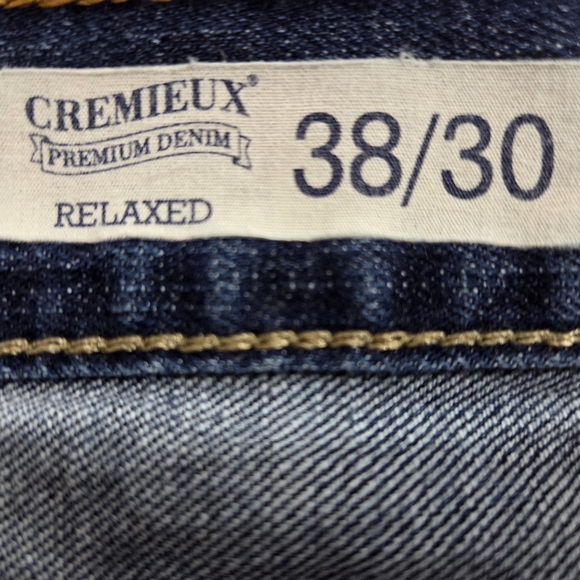 CREMIEUX®
PREMIUM DENIM
RELAXED
38/30